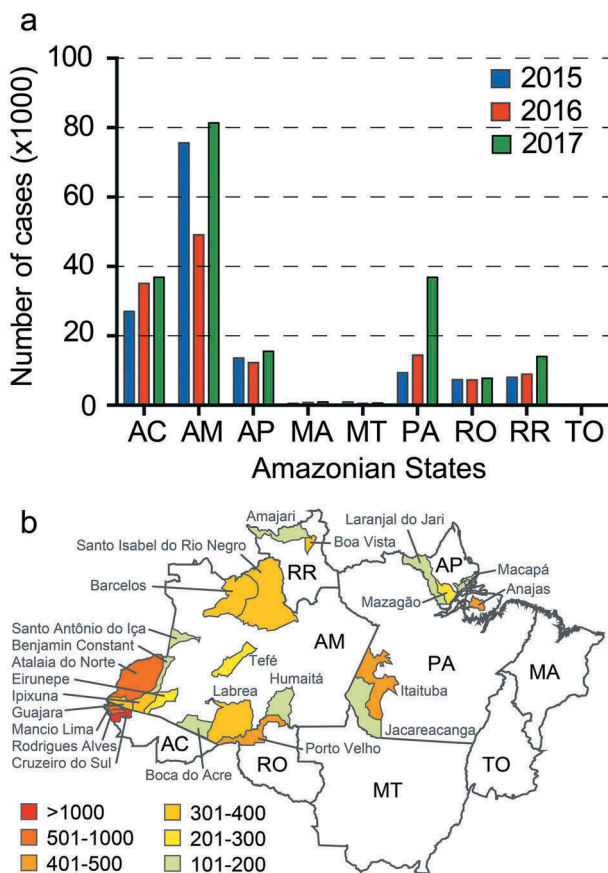 a
Number of cases (x1000)
100
80
60
40
20
0
2015
2016
2017
AC AM AP MA MT PA RO RR TO
Amazonian States
b
Amajari
Laranjal do Jari
Santo Isabel do Rio Negro
Boa Vista
AP
Macapá
RR
Barcelos
Mazagão
Anajas
Santo Antônio do Iça
Benjamin Constant
AM
Atalaia do Norte
Tefé
PA
MA
Eirunepe
Humaitá
Ipixuna
Labrea
Itaituba
Guajara
Mancio Lima
Jacareacanga
Rodrigues Alves
AC
Porto Velho
Cruzeiro do Sul
Boca do Acre
RO
TO
MT
>1000
301-400
501-1000
201-300
401-500
101-200